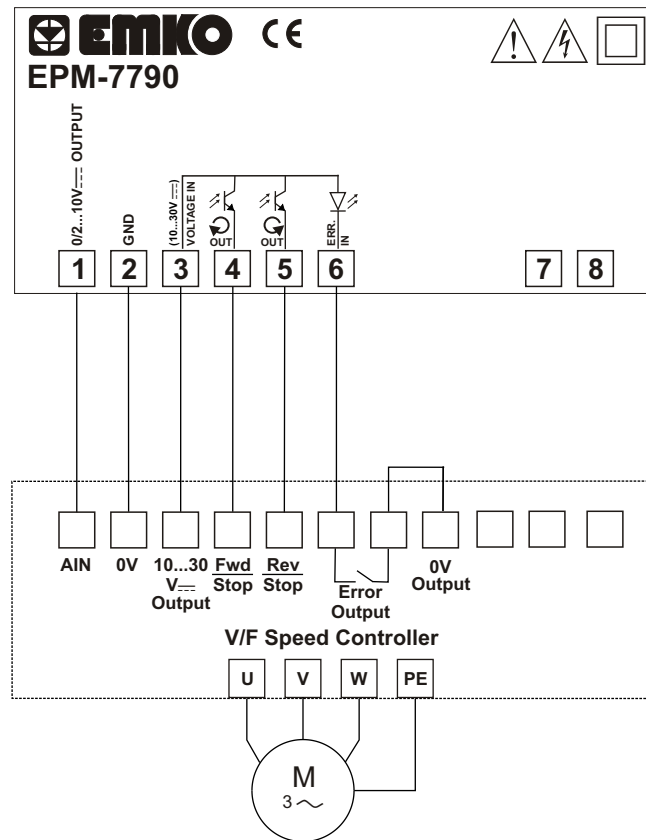 EMKO CE
EPM-7790
0/2...10V OUTPUT
GND
(10...30V )
VOLTAGE IN
OUT
OUT
ERR.
IN
1 2 3 4 5 6 7 8
AIN 0V 10...30 V Output
Fwd
Stop
Rev
Stop
Error
Output
0V
Output
V/F Speed Controller
U V W PE
M
3~